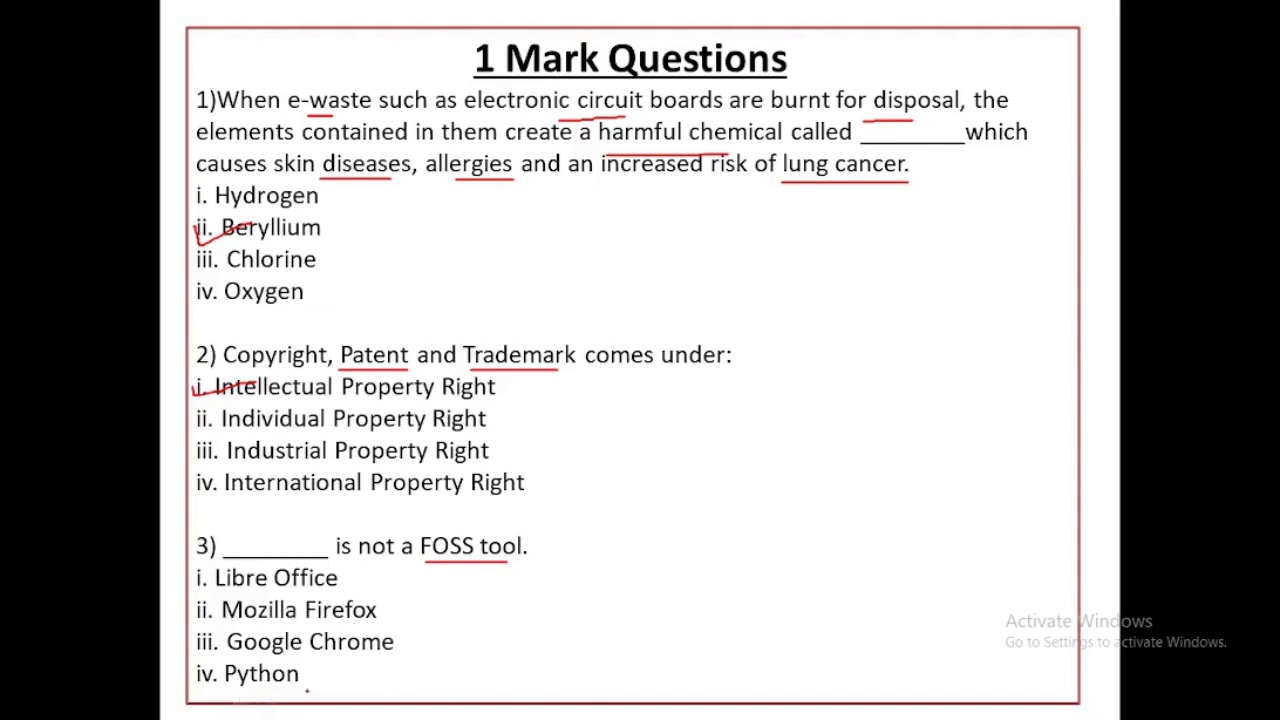 1 Mark Questions
1)When e-waste such as electronic circuit boards are burnt for disposal, the
elements contained in them create a harmful chemical called ________which
causes skin diseases, allergies and an increased risk of lung cancer.
i. Hydrogen
ii. Beryllium
iii. Chlorine
iv. Oxygen
2) Copyright, Patent and Trademark comes under:
i. Intellectual Property Right
ii. Individual Property Right
iii. Industrial Property Right
iv. International Property Right
3) ________ is not a FOSS tool.
i. Libre Office
ii. Mozilla Firefox
iii. Google Chrome
iv. Python
Activate Windows
Go to Settings to activate Windows.